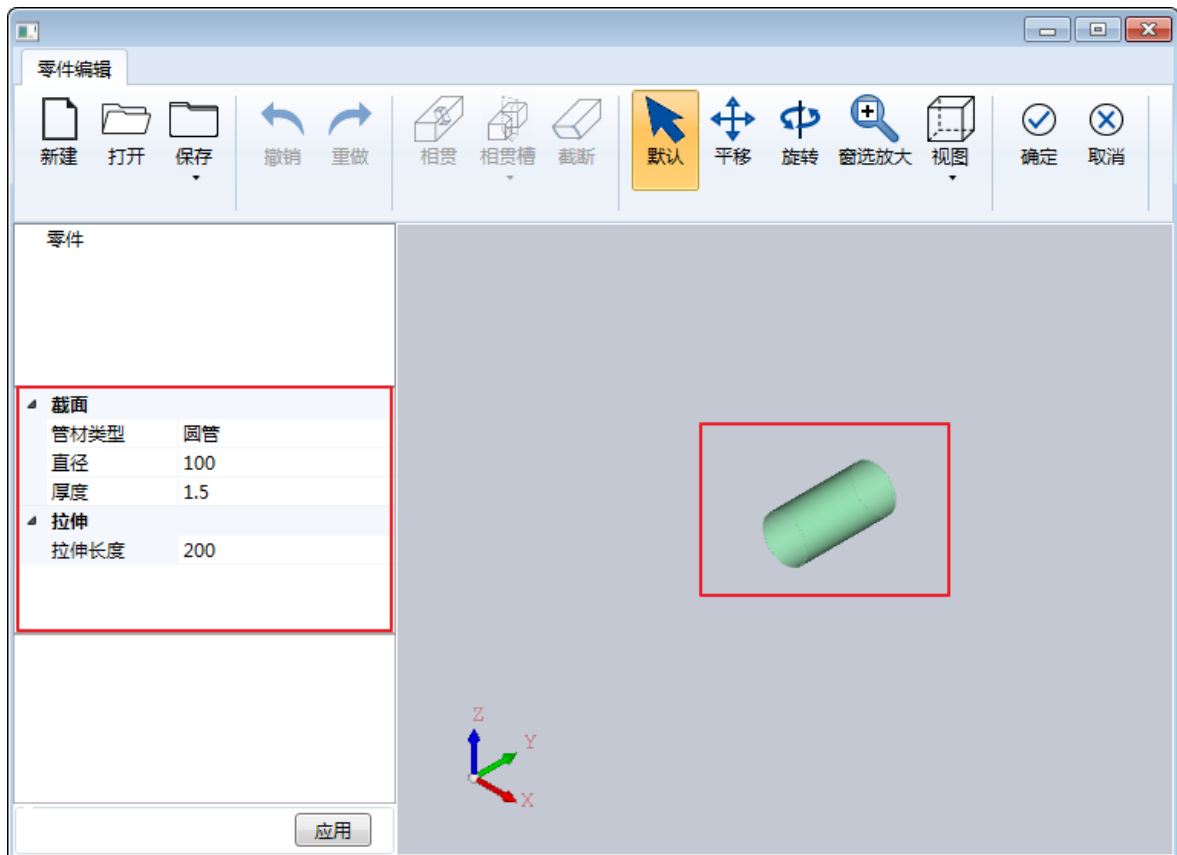 零件编辑
新建 打开 保存 撤销 重做 相贯 相贯槽 截断 默认 平移 旋转 窗选放大 视图 确定 取消
零件
截面
管材类型 圆管
直径 100
厚度 1.5
拉伸
拉伸长度 200
Z
Y
X
应用